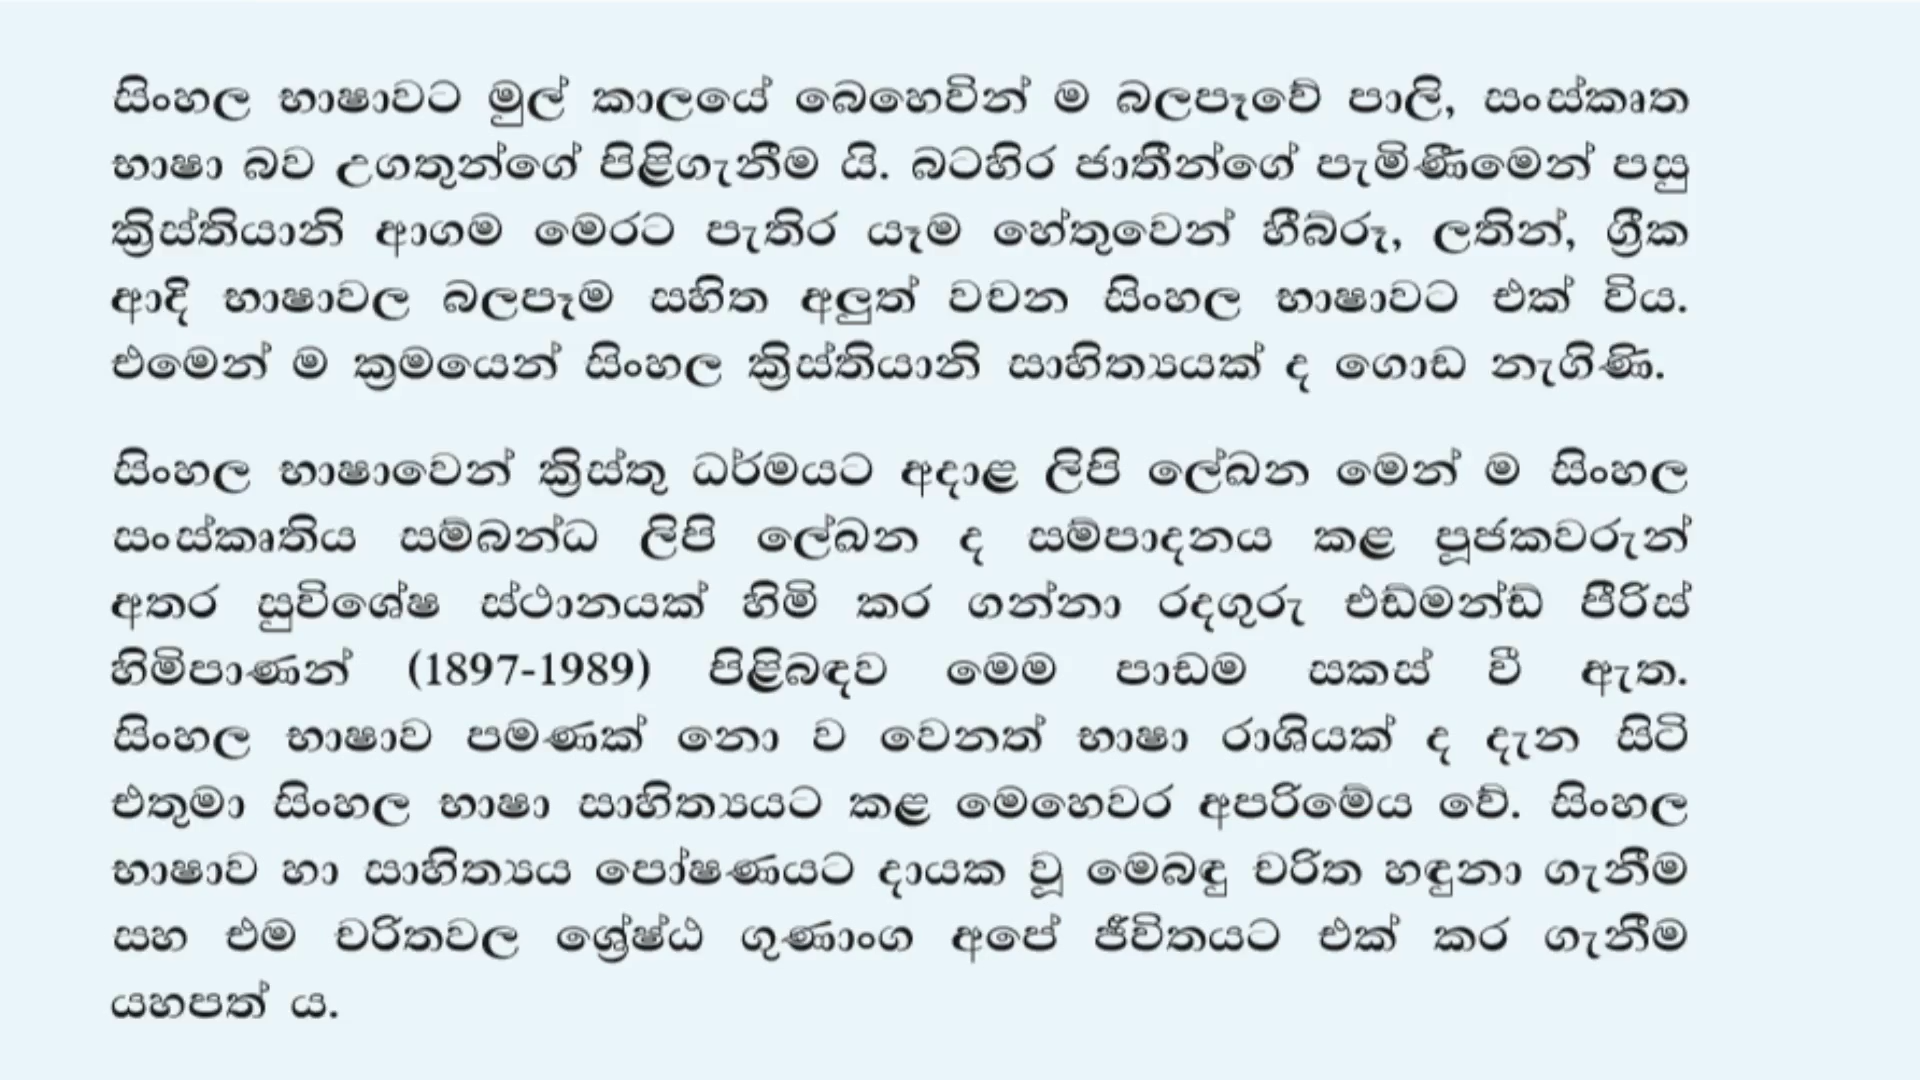 සිංහල භාෂාවට මුල් කාලයේ බෙහෙවින් ම බලපෑවේ පාලි, සංස්කෘත
භාෂා බව උගතුන්ගේ පිළිගැනීම යි. බටහිර ජාතීන්ගේ පැමිණීමෙන් පසු
ක්‍රිස්තියානි ආගම මෙරට පැතිර යෑම හේතුවෙන් හීබ්රූ, ලතින්, ග්‍රීක
ආදි භාෂාවල බලපෑම සහිත අලුත් වචන සිංහල භාෂාවට එක් විය.
එමෙන් ම ක්‍රමයෙන් සිංහල ක්‍රිස්තියානි සාහිත්‍යයක් ද ගොඩ නැගිණි.
සිංහල භාෂාවෙන් ක්‍රිස්තු ධර්මයට අදාළ ලිපි ලේඛන මෙන් ම සිංහල
සංස්කෘතිය සම්බන්ධ ලිපි ලේඛන ද සම්පාදනය කළ පූජකවරුන්
අතර සුවිශේෂ ස්ථානයක් හිමි කර ගන්නා රදගුරු එඩ්මන්ඩ් පීරිස්
හිමිපාණන් (1897-1989) පිළිබඳව මෙම පාඩම සකස් වී ඇත.
සිංහල භාෂාව පමණක් නො ව වෙනත් භාෂා රාශියක් ද දැන සිටි
එතුමා සිංහල භාෂා සාහිත්‍යයට කළ මෙහෙවර අපරිමේය වේ. සිංහල
භාෂාව හා සාහිත්‍යය පෝෂණයට දායක වූ මෙබඳු චරිත හඳුනා ගැනීම
සහ එම චරිතවල ශ්‍රේෂ්ඨ ගුණාංග අපේ ජීවිතයට එක් කර ගැනීම
යහපත් ය.